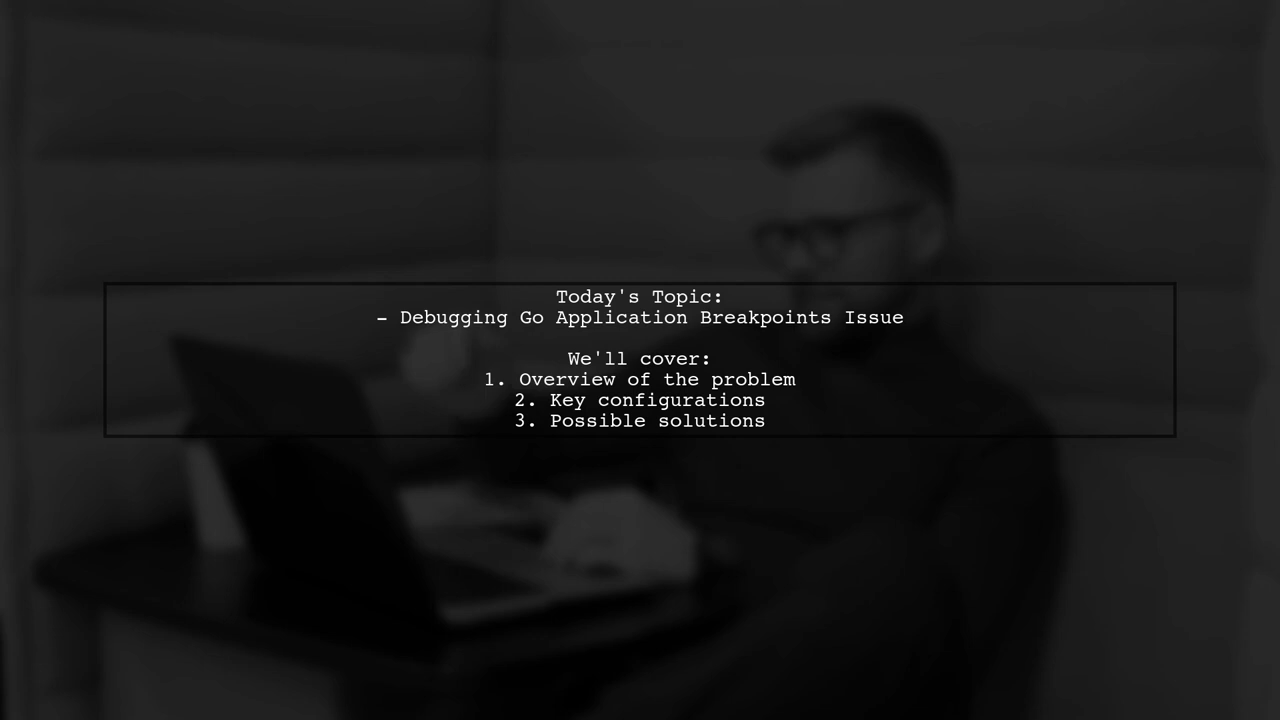 Today's Topic:
- Debugging Go Application Breakpoints Issue
We'll cover:
1. Overview of the problem
2. Key configurations
3. Possible solutions